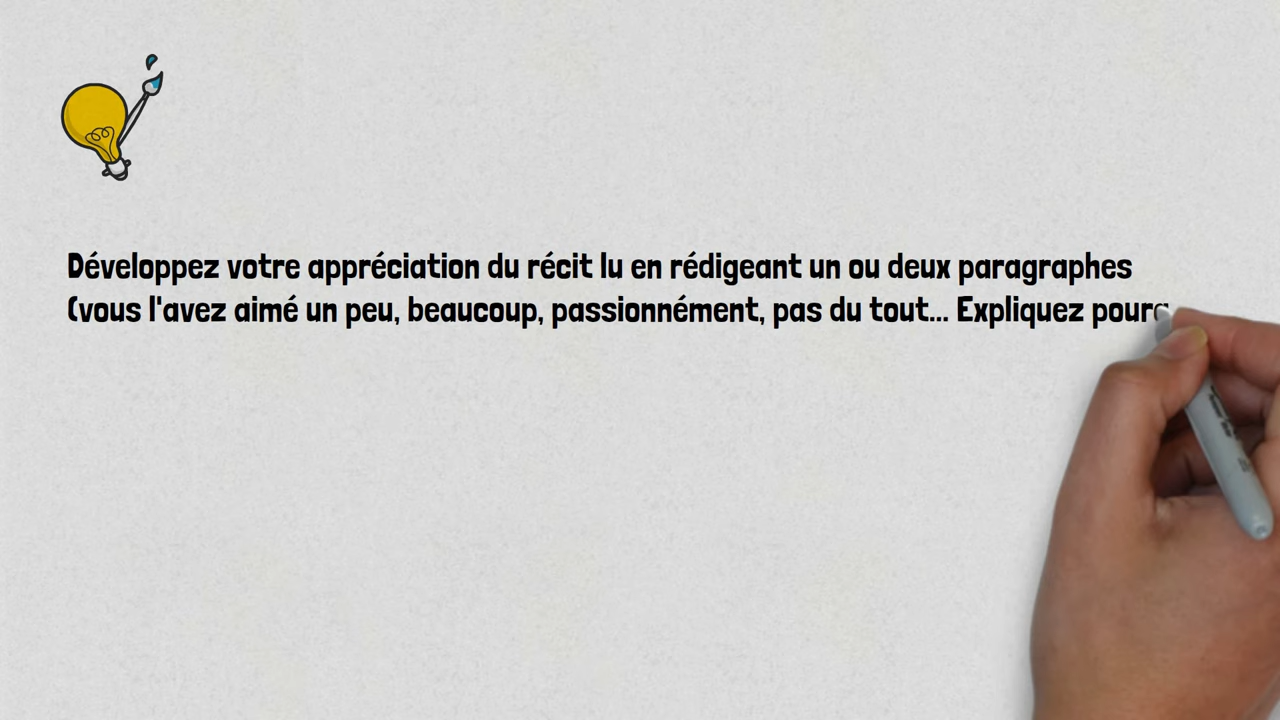 Développez votre appréciation du récit lu en rédigeant un ou deux paragraphes
(vous l'avez aimé un peu, beaucoup, passionnément, pas du tout... Expliquez